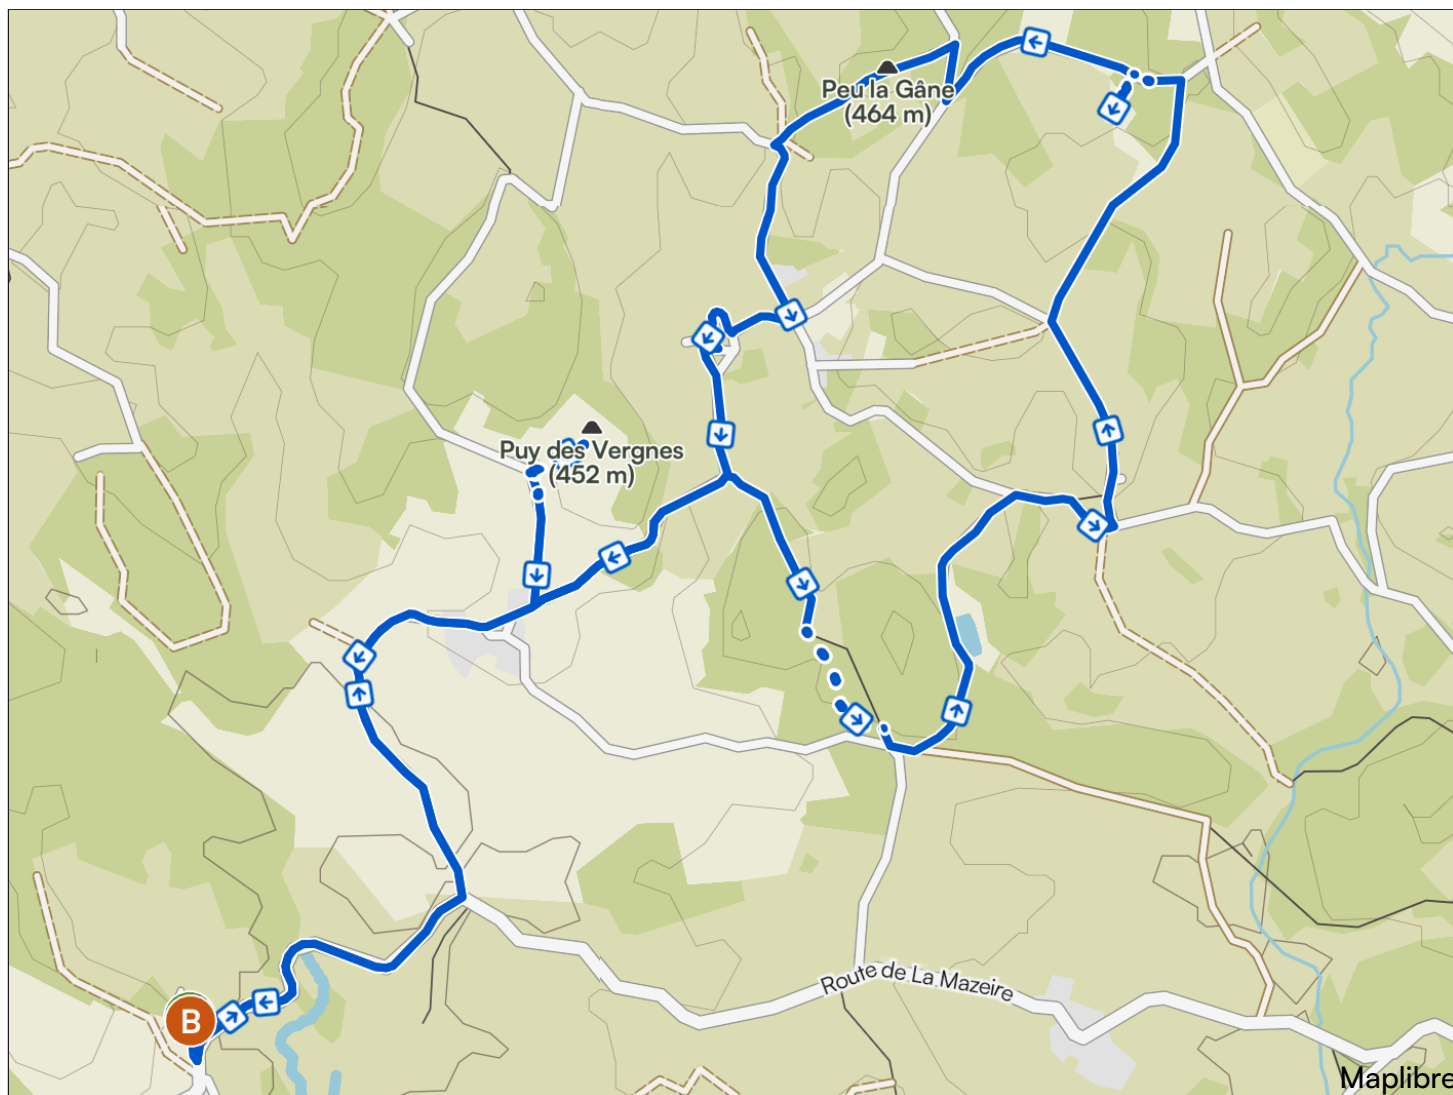 Peu la Gâne
(464 m)
Puy des Vergnes
(452 m)
Route de La Mazeire
B
Maplibre